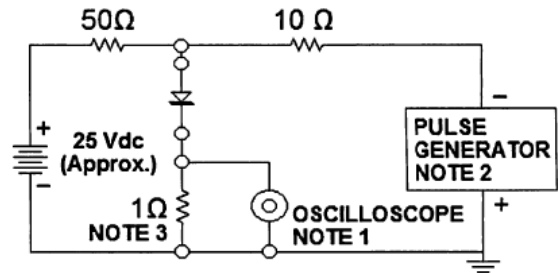 50Ω
10 Ω
+
25 Vdc
(Approx.)
−
1Ω
NOTE 3
OSCILLOSCOPE
NOTE 1
−
PULSE
GENERATOR
NOTE 2
+